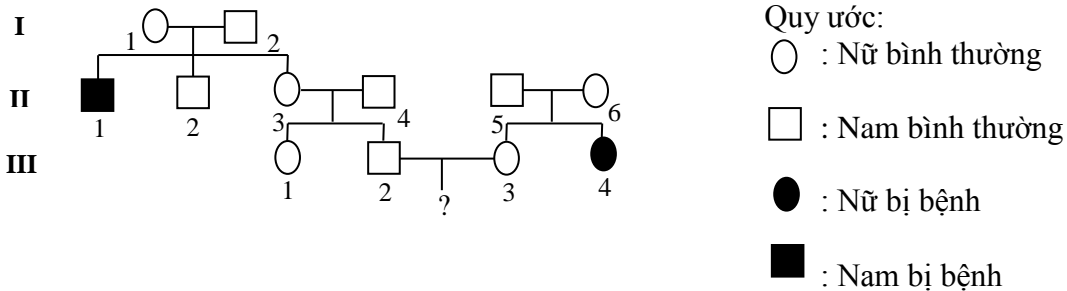 I
1
2
II
1
2
3
4
5
6
III
1
2
?
3
4
Quy ước:
: Nữ bình thường
: Nam bình thường
: Nữ bị bệnh
: Nam bị bệnh